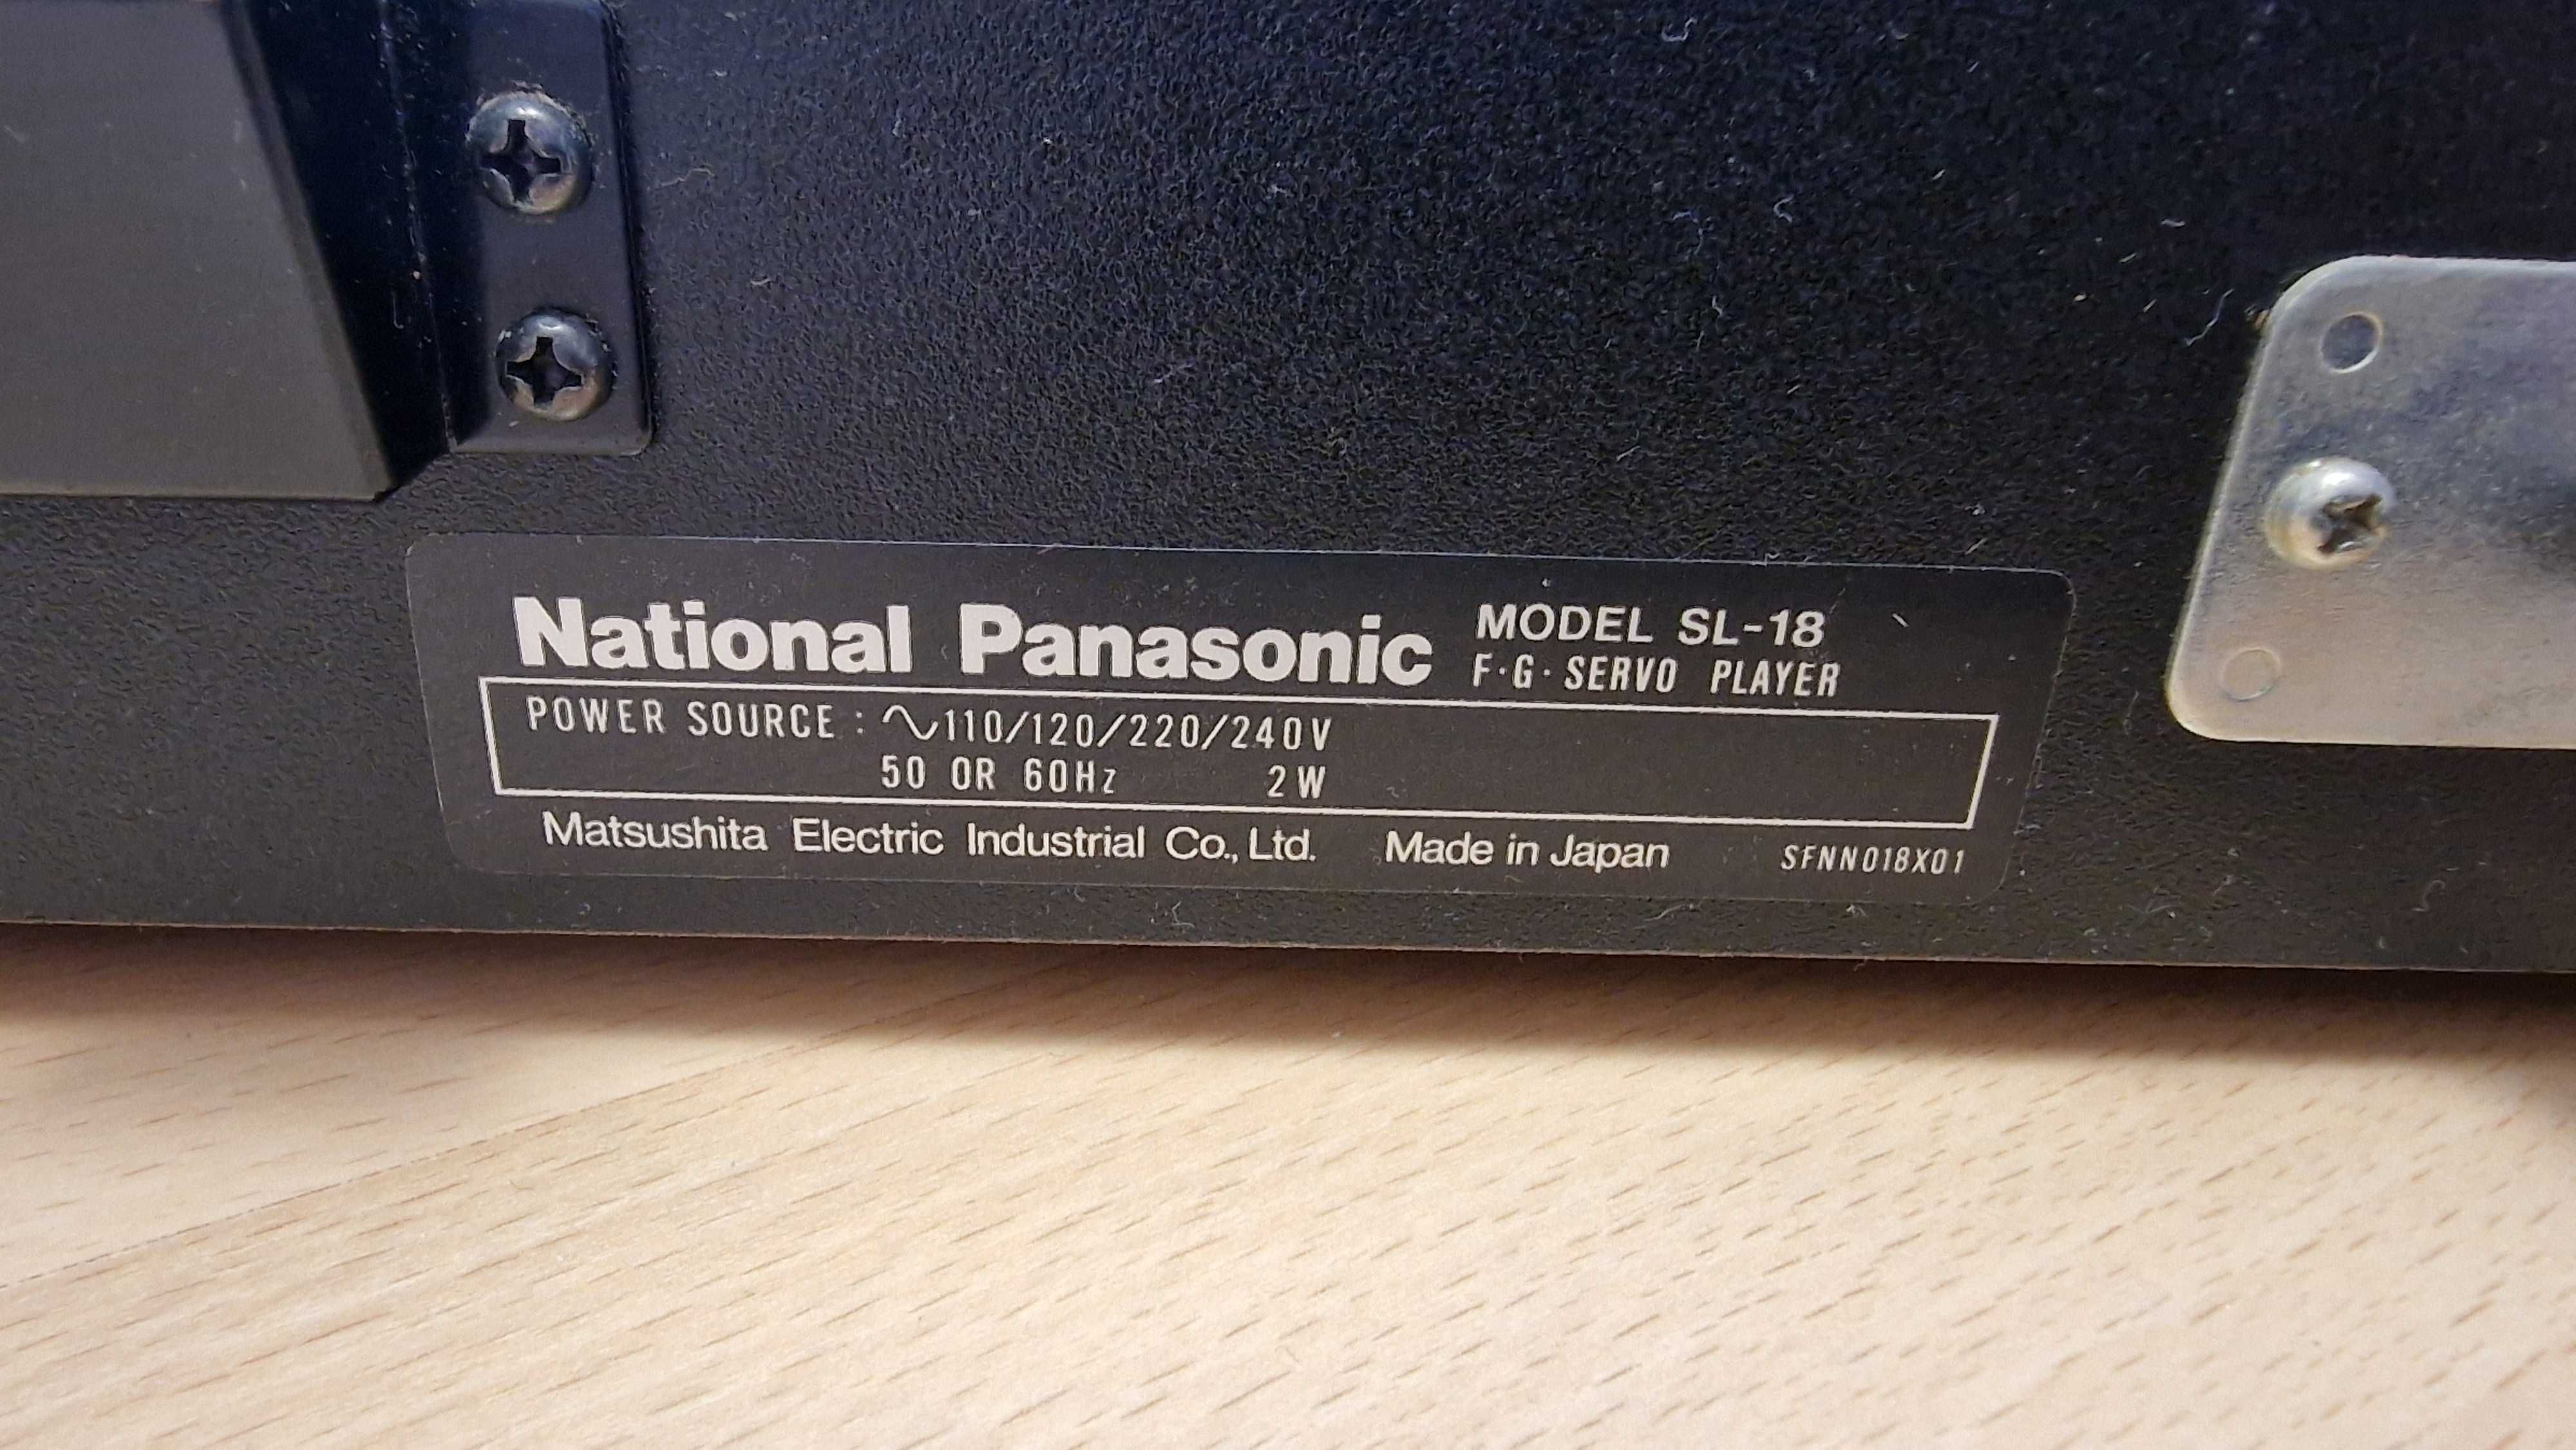 National Panasonic MODEL SL-18
F·G· SERVO PLAYER
POWER SOURCE : ∿110/120/220/240V
50 OR 60Hz 2W
Matsushita Electric Industrial Co., Ltd. Made in Japan SFNN018X01